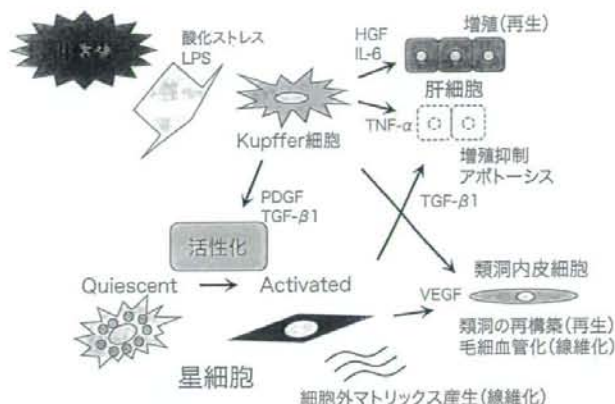 酸化ストレス
LPS
HGF
IL-6
増殖(再生)
肝細胞
Kupffer細胞
TNF-α
増殖抑制
アポトーシス
PDGF
TGF-β1
TGF-β1
活性化
Quiescent
Activated
類洞内皮細胞
VEGF
類洞の再構築(再生)
毛細血管化(線維化)
星細胞
細胞外マトリックス産生(線維化)